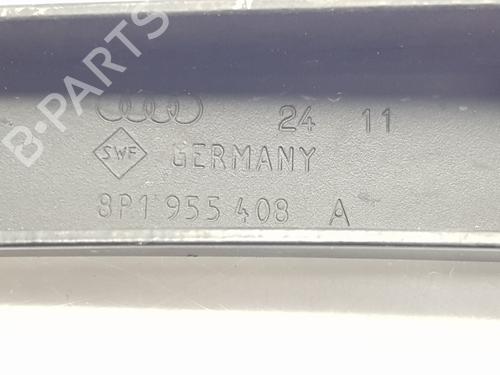 24 11
SWF GERMANY
8P1 955 408 A
B-PARTS